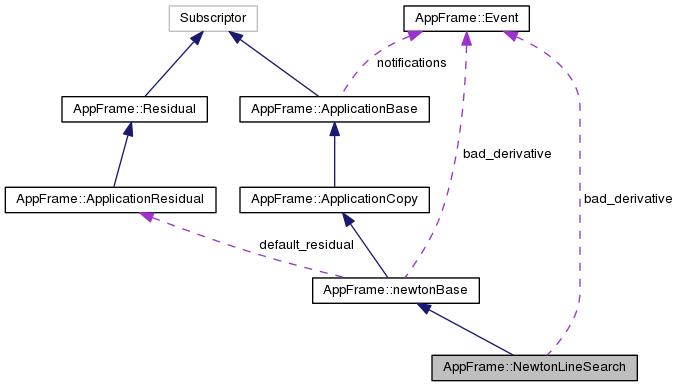 Subscriptor
AppFrame::Event
notifications
AppFrame::Residual
AppFrame::ApplicationBase
bad_derivative
AppFrame::ApplicationResidual
AppFrame::ApplicationCopy
bad_derivative
default_residual
AppFrame::newtonBase
AppFrame::NewtonLineSearch